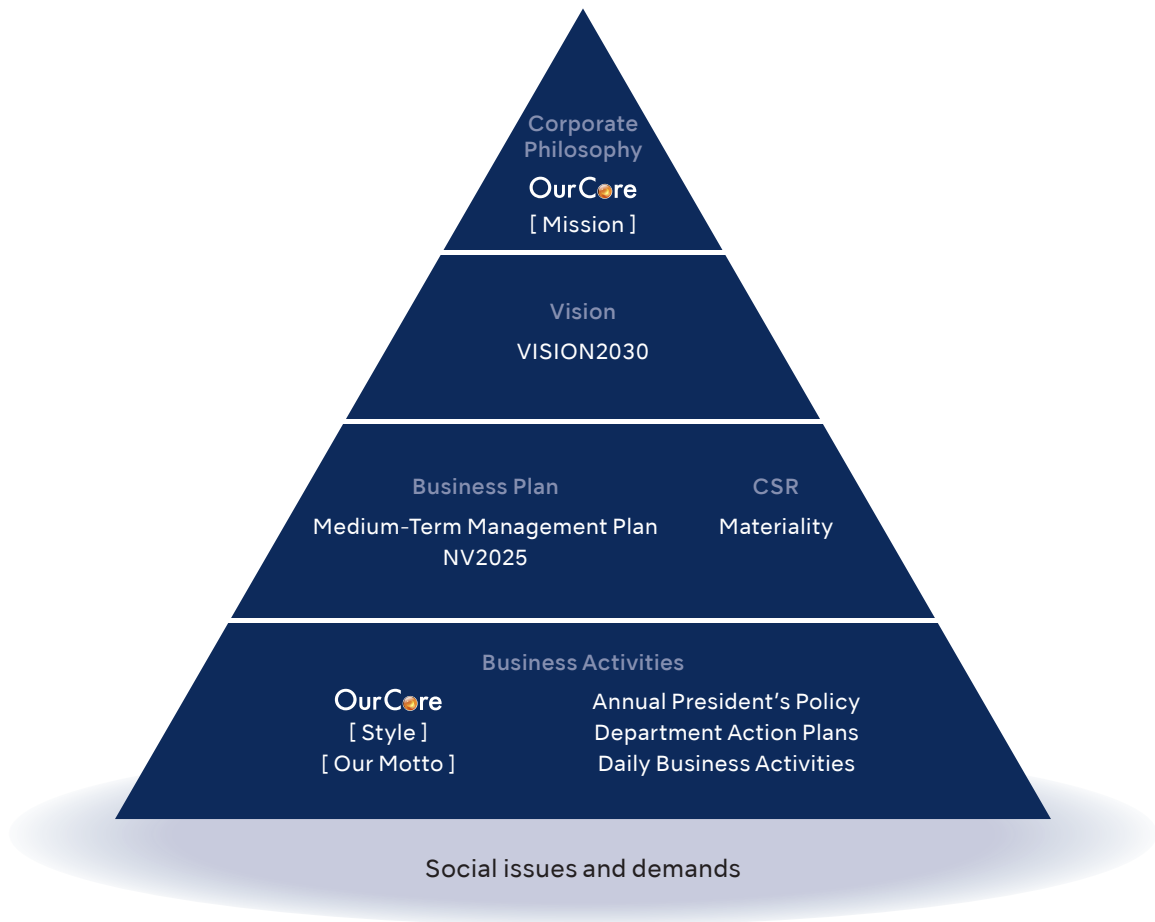 Corporate
Philosophy
OurCore
[ Mission ]
Vision
VISION2030
Business Plan
Medium-Term Management Plan
NV2025
CSR
Materiality
Business Activities
OurCore
[ Style ]
[ Our Motto ]
Annual President’s Policy
Department Action Plans
Daily Business Activities
Social issues and demands